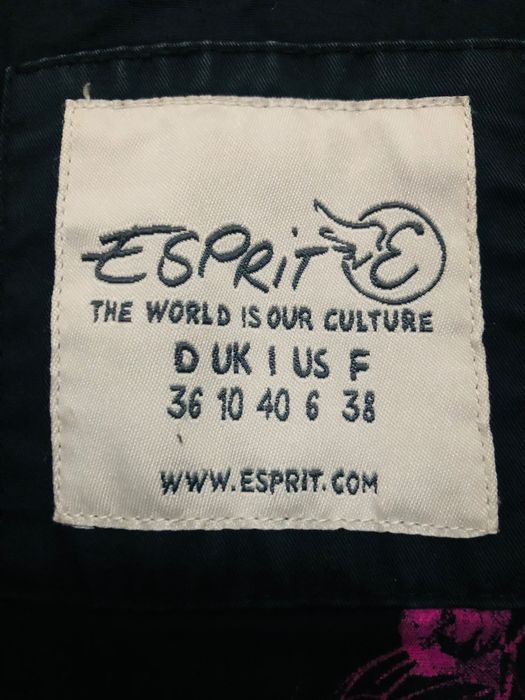 ESPRIT E
THE WORLD IS OUR CULTURE
D UK I US F
36 10 40 6 38
WWW.ESPRIT.COM